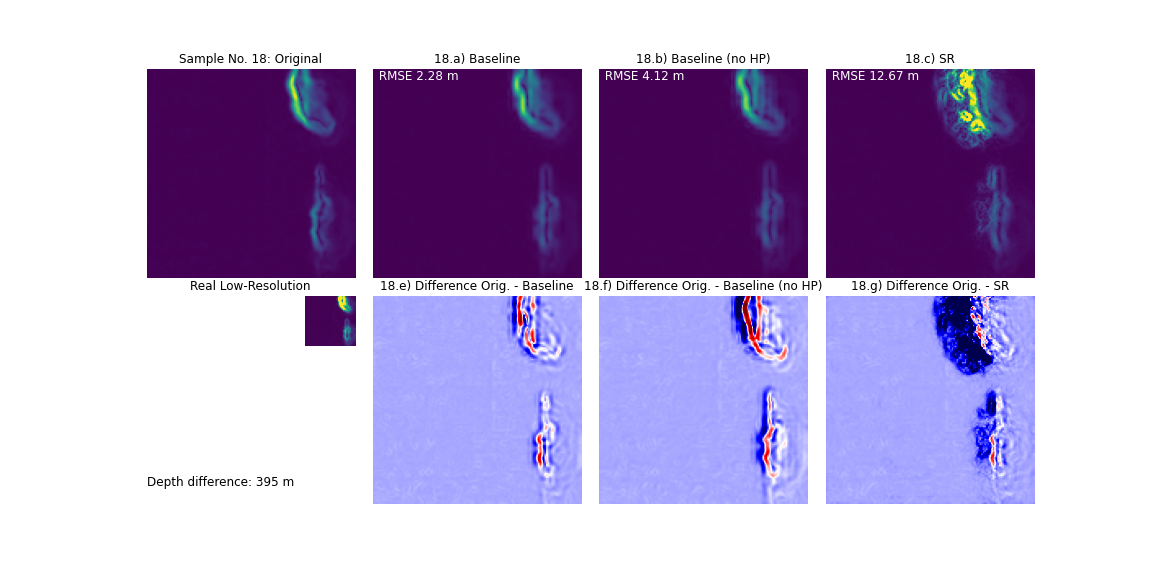 Sample No. 18: Original
18.a) Baseline
18.b) Baseline (no HP)
18.c) SR
RMSE 2.28 m
RMSE 4.12 m
RMSE 12.67 m
Real Low-Resolution
18.e) Difference Orig. - Baseline
18.f) Difference Orig. - Baseline (no HP)
18.g) Difference Orig. - SR
Depth difference: 395 m